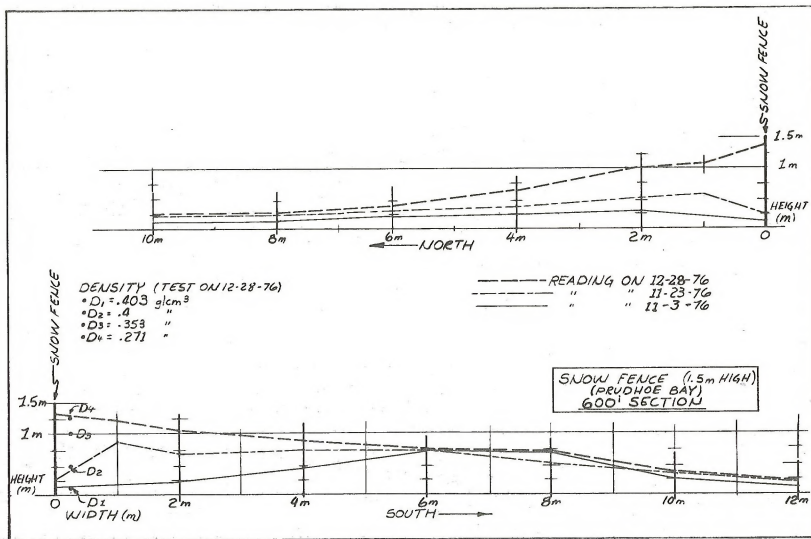 SNOW FENCE
1.5m
1m
HEIGHT
(m)
10m 8m 6m 4m 2m 0
NORTH
DENSITY (TEST ON 12-28-76)
D1 = .403 g/cm³
D2 = .4 "
D3 = .353 "
D4 = .271 "
READING ON 12-28-76
" " 11-23-76
" " 11-3-76
SNOW FENCE
SNOW FENCE (1.5m HIGH)
(PRUDHOE BAY)
600' SECTION
1.5m
D4
1m
D3
D2
HEIGHT
(m)
D1
0 2m 4m 6m 8m 10m 12m
WIDTH (m)
SOUTH